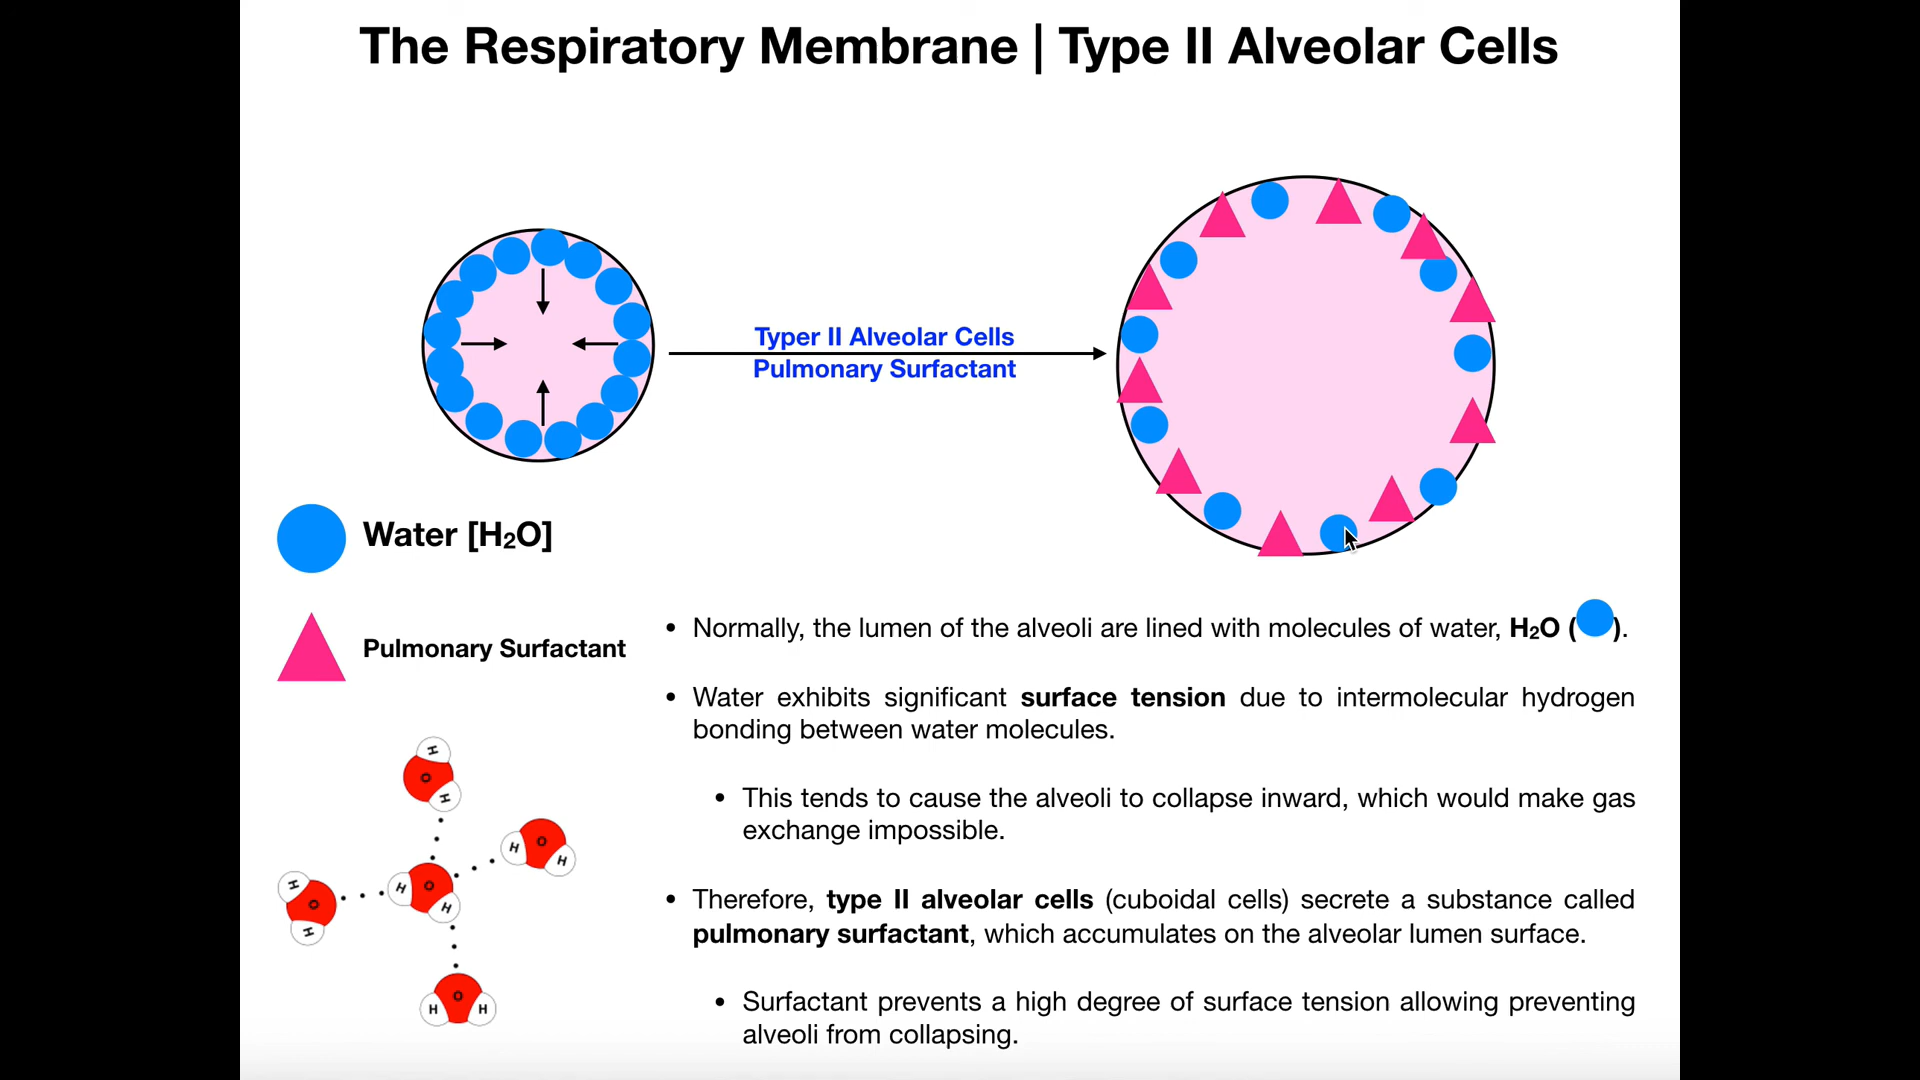 The Respiratory Membrane | Type II Alveolar Cells
Typer II Alveolar Cells
Pulmonary Surfactant
Water [H₂O]
Pulmonary Surfactant
• Normally, the lumen of the alveoli are lined with molecules of water, H₂O ( ).
• Water exhibits significant surface tension due to intermolecular hydrogen
bonding between water molecules.
• This tends to cause the alveoli to collapse inward, which would make gas
exchange impossible.
• Therefore, type II alveolar cells (cuboidal cells) secrete a substance called
pulmonary surfactant, which accumulates on the alveolar lumen surface.
• Surfactant prevents a high degree of surface tension allowing preventing
alveoli from collapsing.
H
O
H
H
O
H
H
O
H
H
O
H
H
O
H